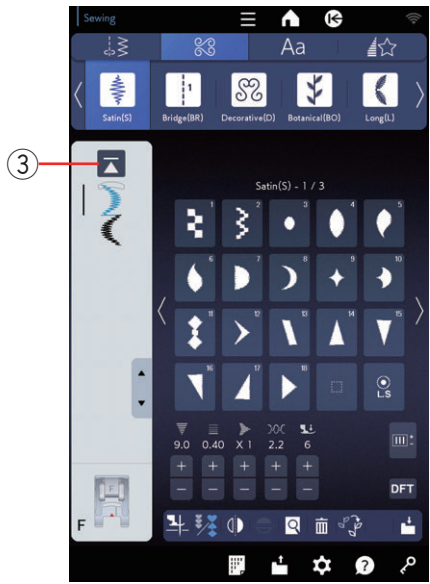 Sewing
Aa
1
Satin(S) Bridge(BR) Decorative(D) Botanical(BO) Long(L)
3
Satin(S) - 1 / 3
1 2 3 4 5
6 7 8 9 10
11 12 13 14 15
16 17 18 L.S
9.0 0.40 X 1 2.2 6
+ + + + +
− − − − −
DFT
F
F
?